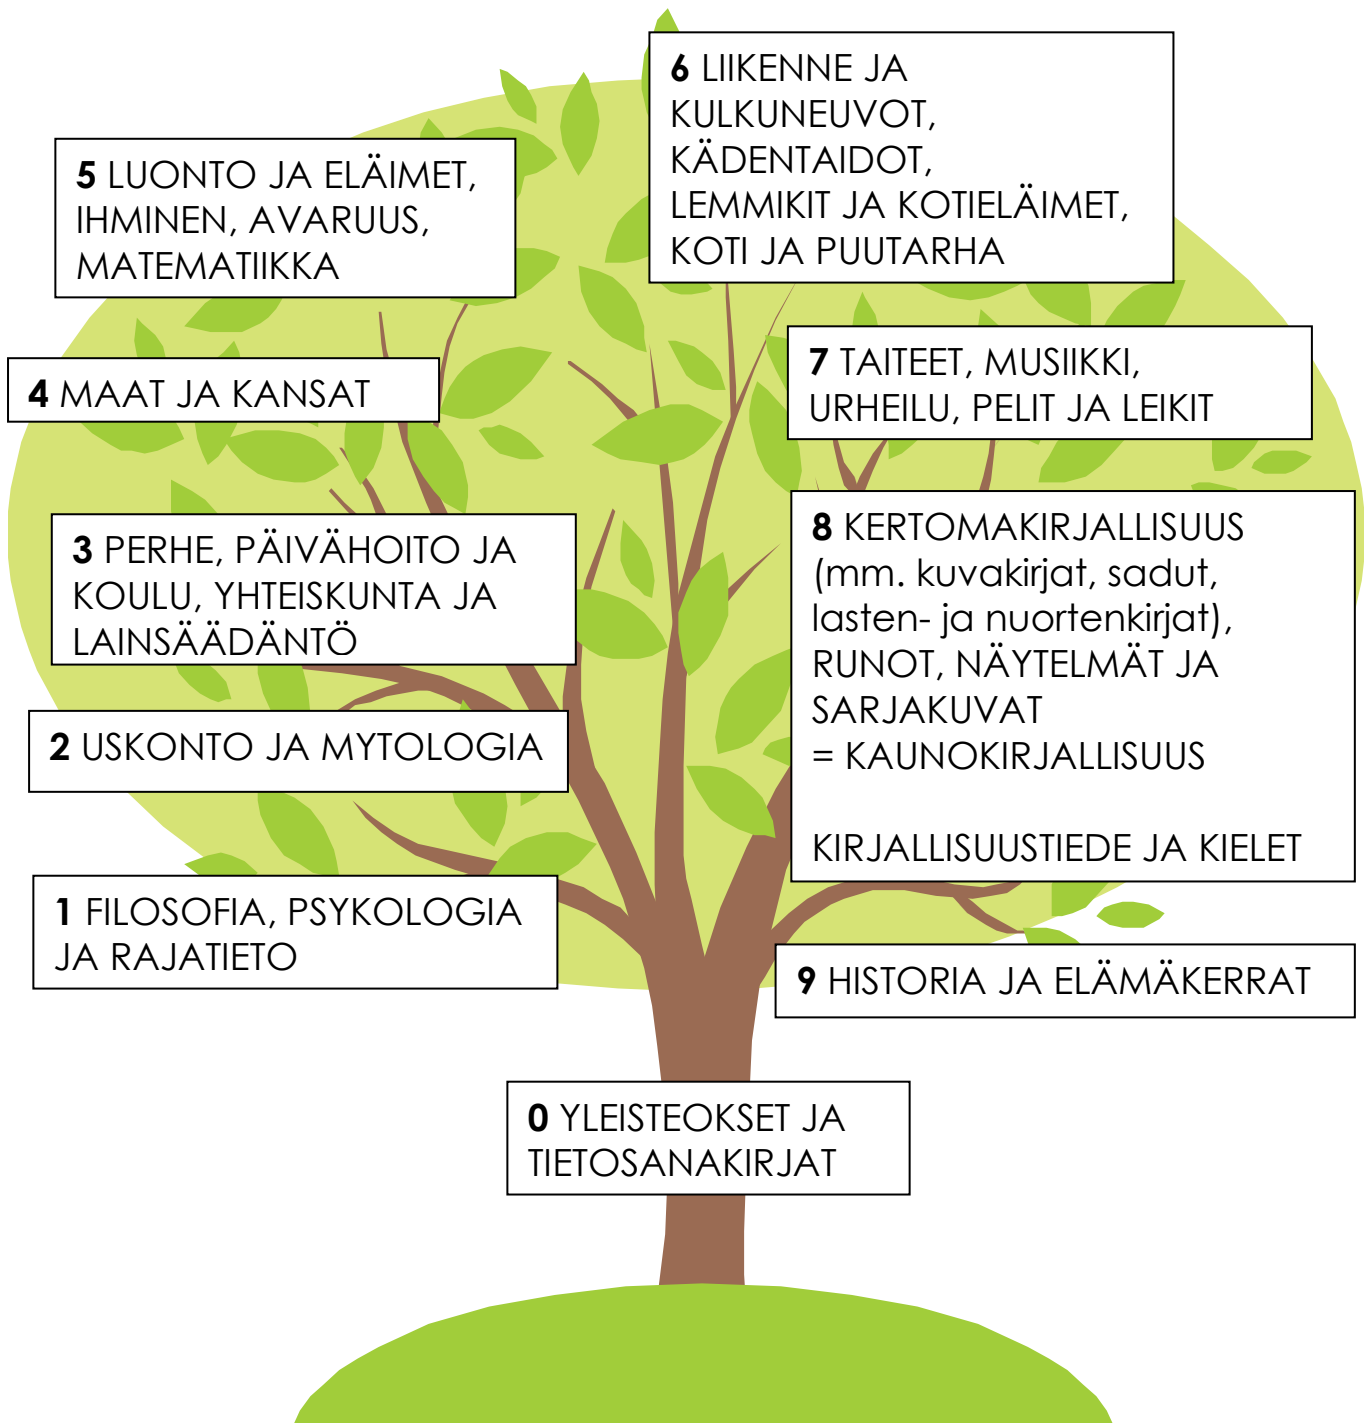 6 LIIKENNE JA
KULKUNEUVOT,
KÄDENTAIDOT,
LEMMIKIT JA KOTIELÄIMET,
KOTI JA PUUTARHA
5 LUONTO JA ELÄIMET,
IHMINEN, AVARUUS,
MATEMATIIKKA
7 TAITEET, MUSIIKKI,
URHEILU, PELIT JA LEIKIT
4 MAAT JA KANSAT
8 KERTOMAKIRJALLISUUS
(mm. kuvakirjat, sadut,
lasten- ja nuortenkirjat),
RUNOT, NÄYTELMÄT JA
SARJAKUVAT
= KAUNOKIRJALLISUUS
KIRJALLISUUSTIEDE JA KIELET
3 PERHE, PÄIVÄHOITO JA
KOULU, YHTEISKUNTA JA
LAINSÄÄDÄNTÖ
2 USKONTO JA MYTOLOGIA
1 FILOSOFIA, PSYKOLOGIA
JA RAJATIETO
9 HISTORIA JA ELÄMÄKERRAT
0 YLEISTEOKSET JA
TIETOSANAKIRJAT